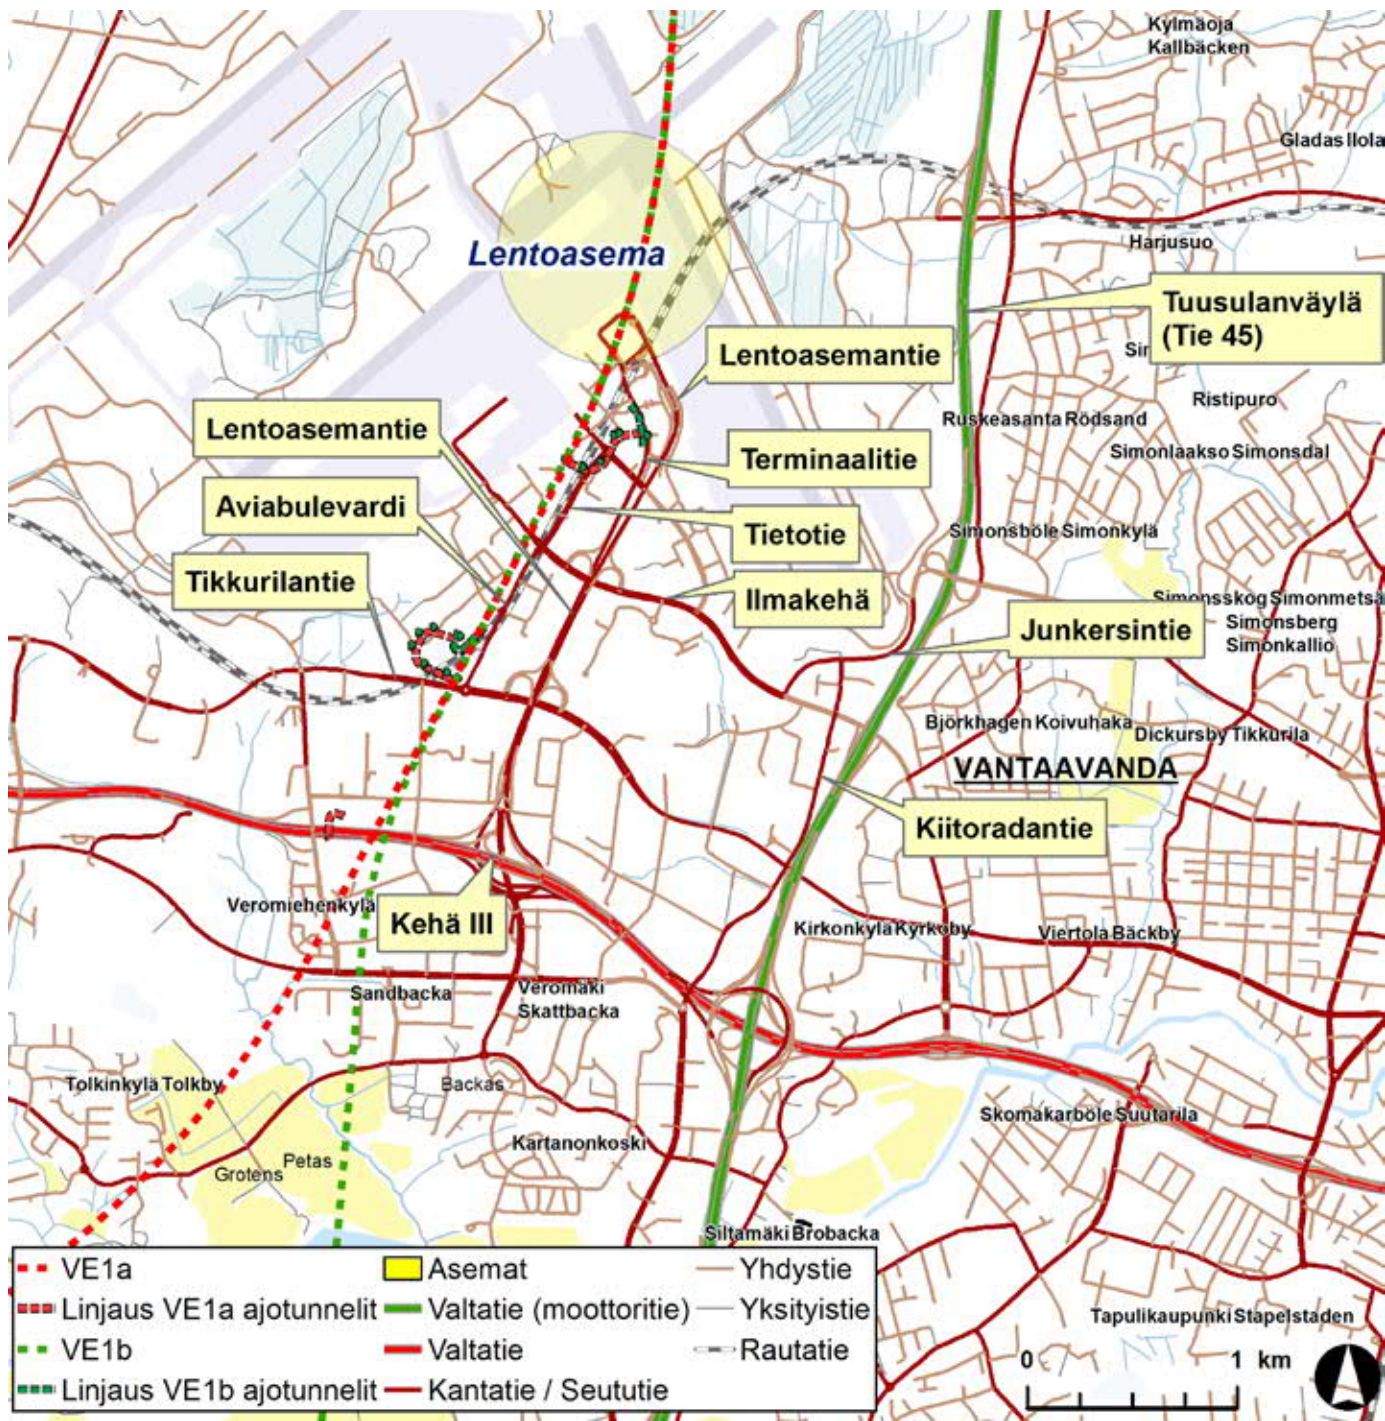 Kylmäoja
Kallbäcken
Gladas Ilola
Lentoasema
Harjusuo
Tuusulanväylä
(Tie 45)
Lentoasemantie
Ristipuro
Lentoasemantie
Ruskeasanta Rödsand
Terminaalitie
Simonlaakso Simonsdal
Aviabulevardi
Tietotie
Simonsböle Simonkylä
Tikkurilantie
Ilmakehä
Simonsskog Simonmetsä
Junkersintie
Simonsberg
Simonkallio
Björkhagen Koivuhaka
Dickursby Tikkurila
VANTAAVANDA
Kiitoradantie
Veromiehenkylä
Kehä III
Kirkonkylä Kyrkoby
Viertola Bäckby
Sandbacka
Veromäki
Skattbacka
Tolkinkylä Tolkby
Backas
Skomakarböle Suutarila
Kartanonkoski
Petas
Grotens
Siltamäki Brobacka
VE1a
Asemat
Yhdystie
Linjaus VE1a ajotunnelit
Valtatie (moottoritie)
Yksityistie
Tapulikaupunki Stapelstaden
VE1b
Valtatie
Rautatie
0 1 km
Linjaus VE1b ajotunnelit
Kantatie / Seututie